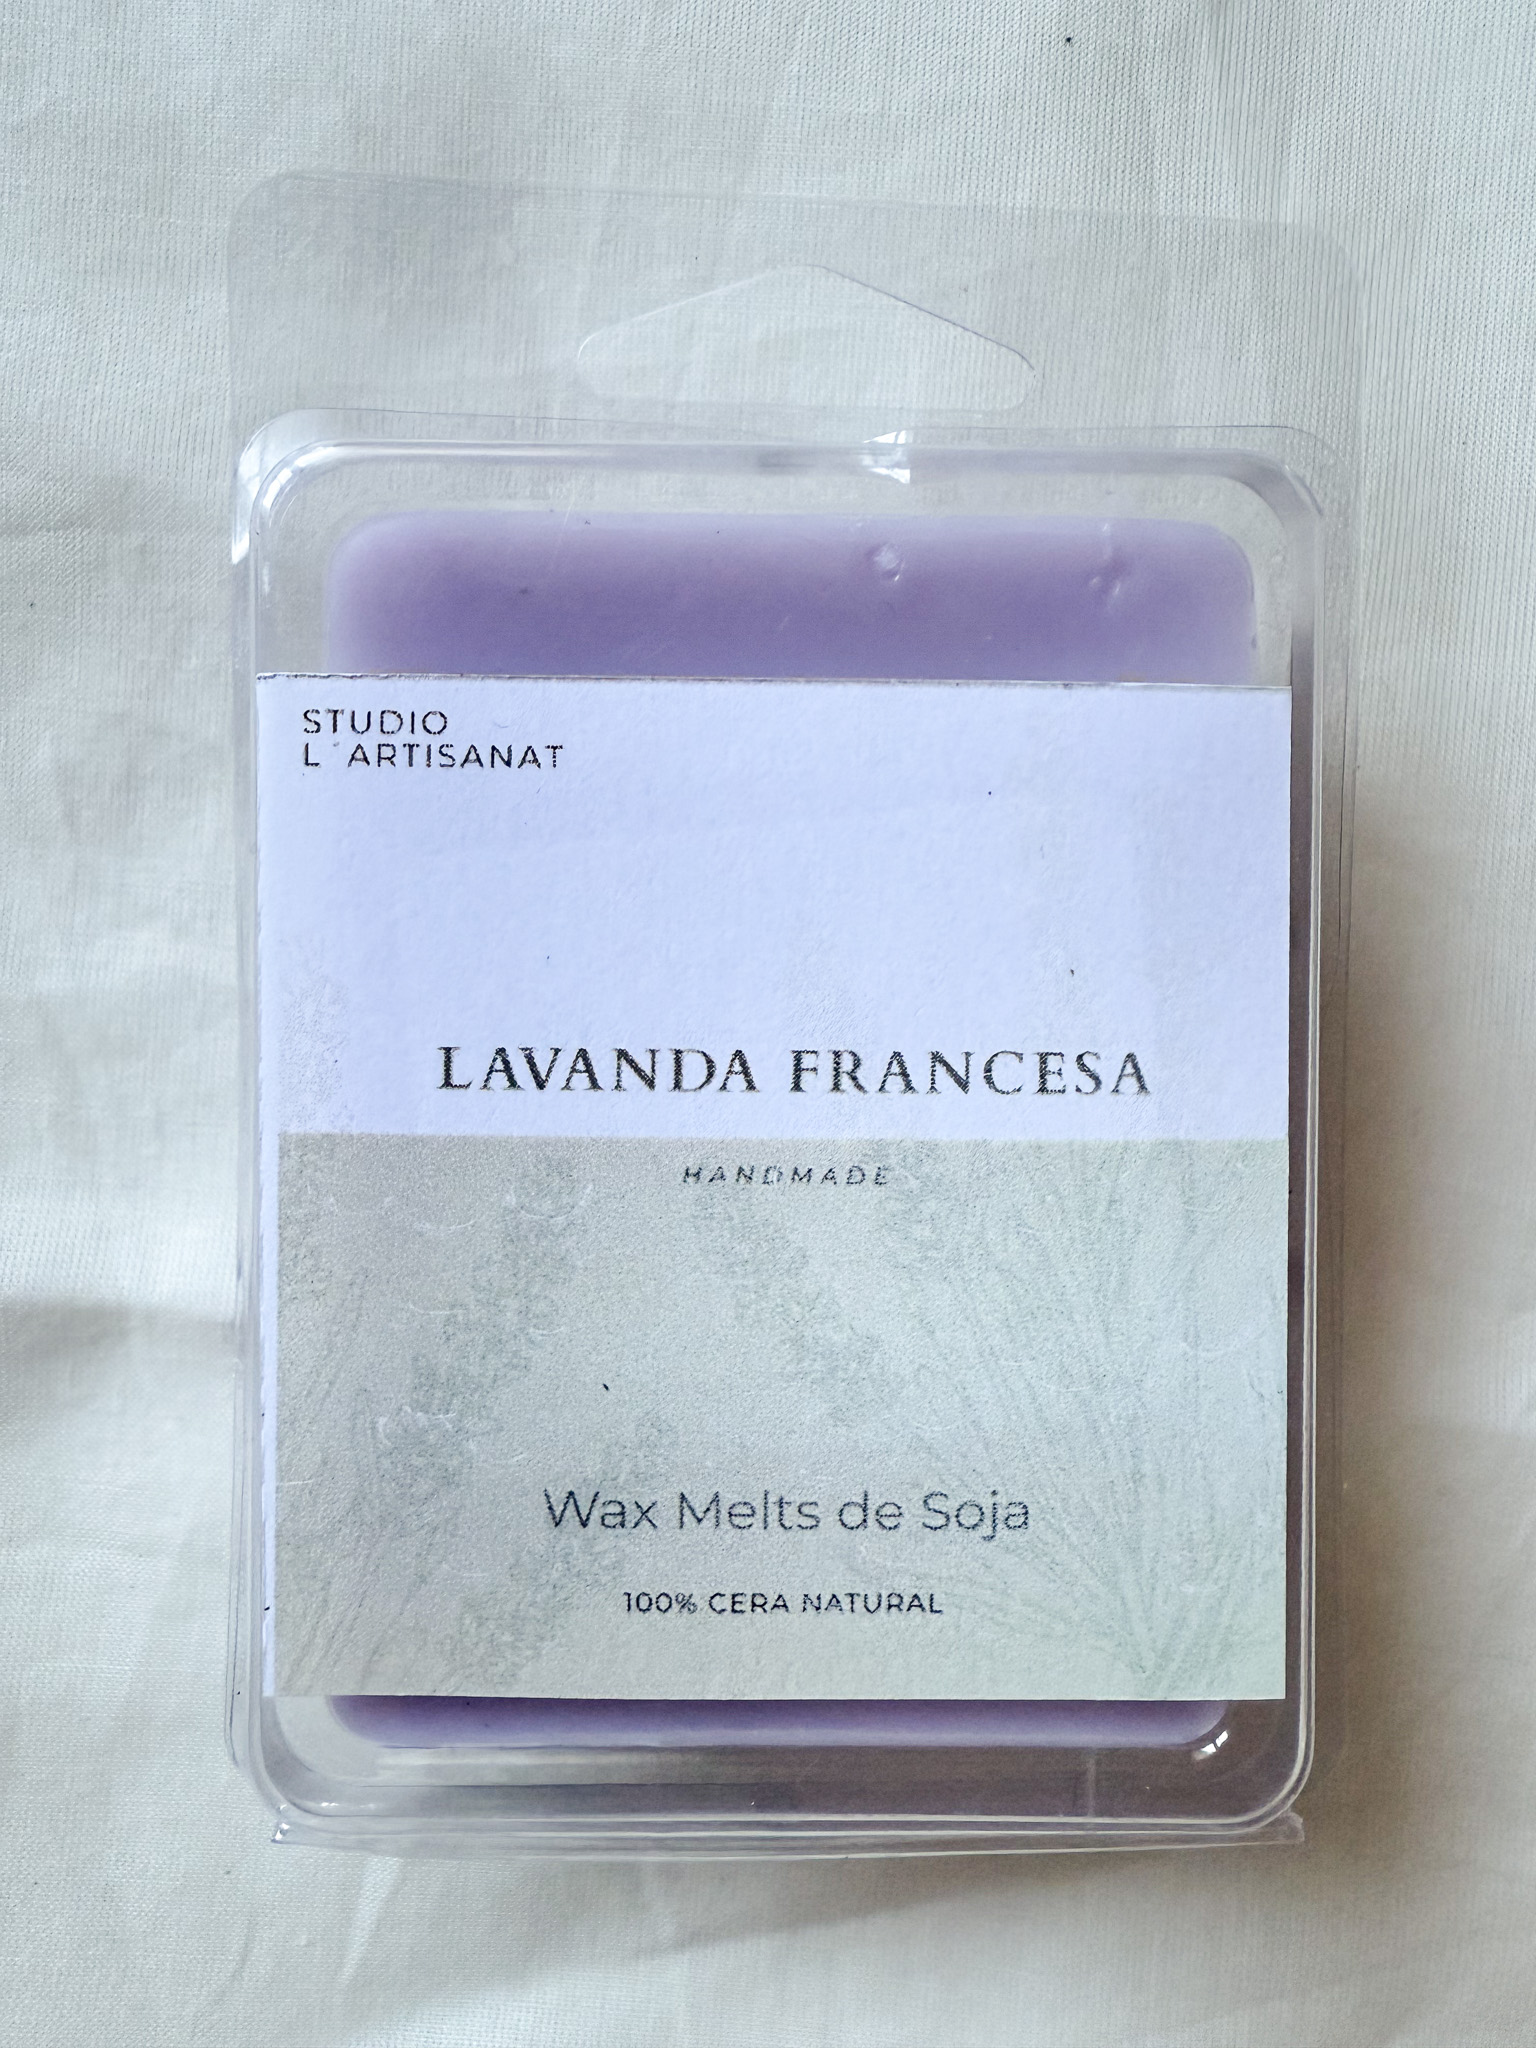 STUDIO
L´ARTISANAT
LAVANDA FRANCESA
HANDMADE
Wax Melts de Soja
100% CERA NATURAL